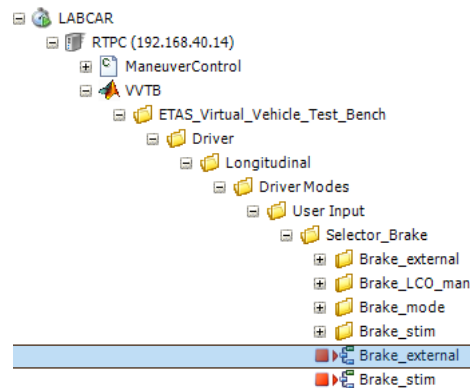 LABCAR
RTPC (192.168.40.14)
ManeuverControl
VVTB
ETAS_Virtual_Vehicle_Test_Bench
Driver
Longitudinal
Driver Modes
User Input
Selector_Brake
Brake_external
Brake_LCO_man
Brake_mode
Brake_stim
Brake_external
Brake_stim